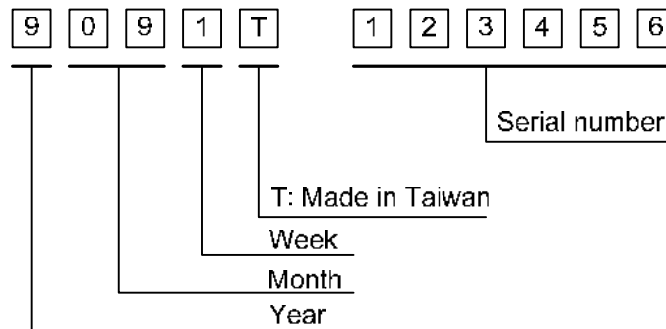 9 0 9 1 T 1 2 3 4 5 6
Serial number
T: Made in Taiwan
Week
Month
Year